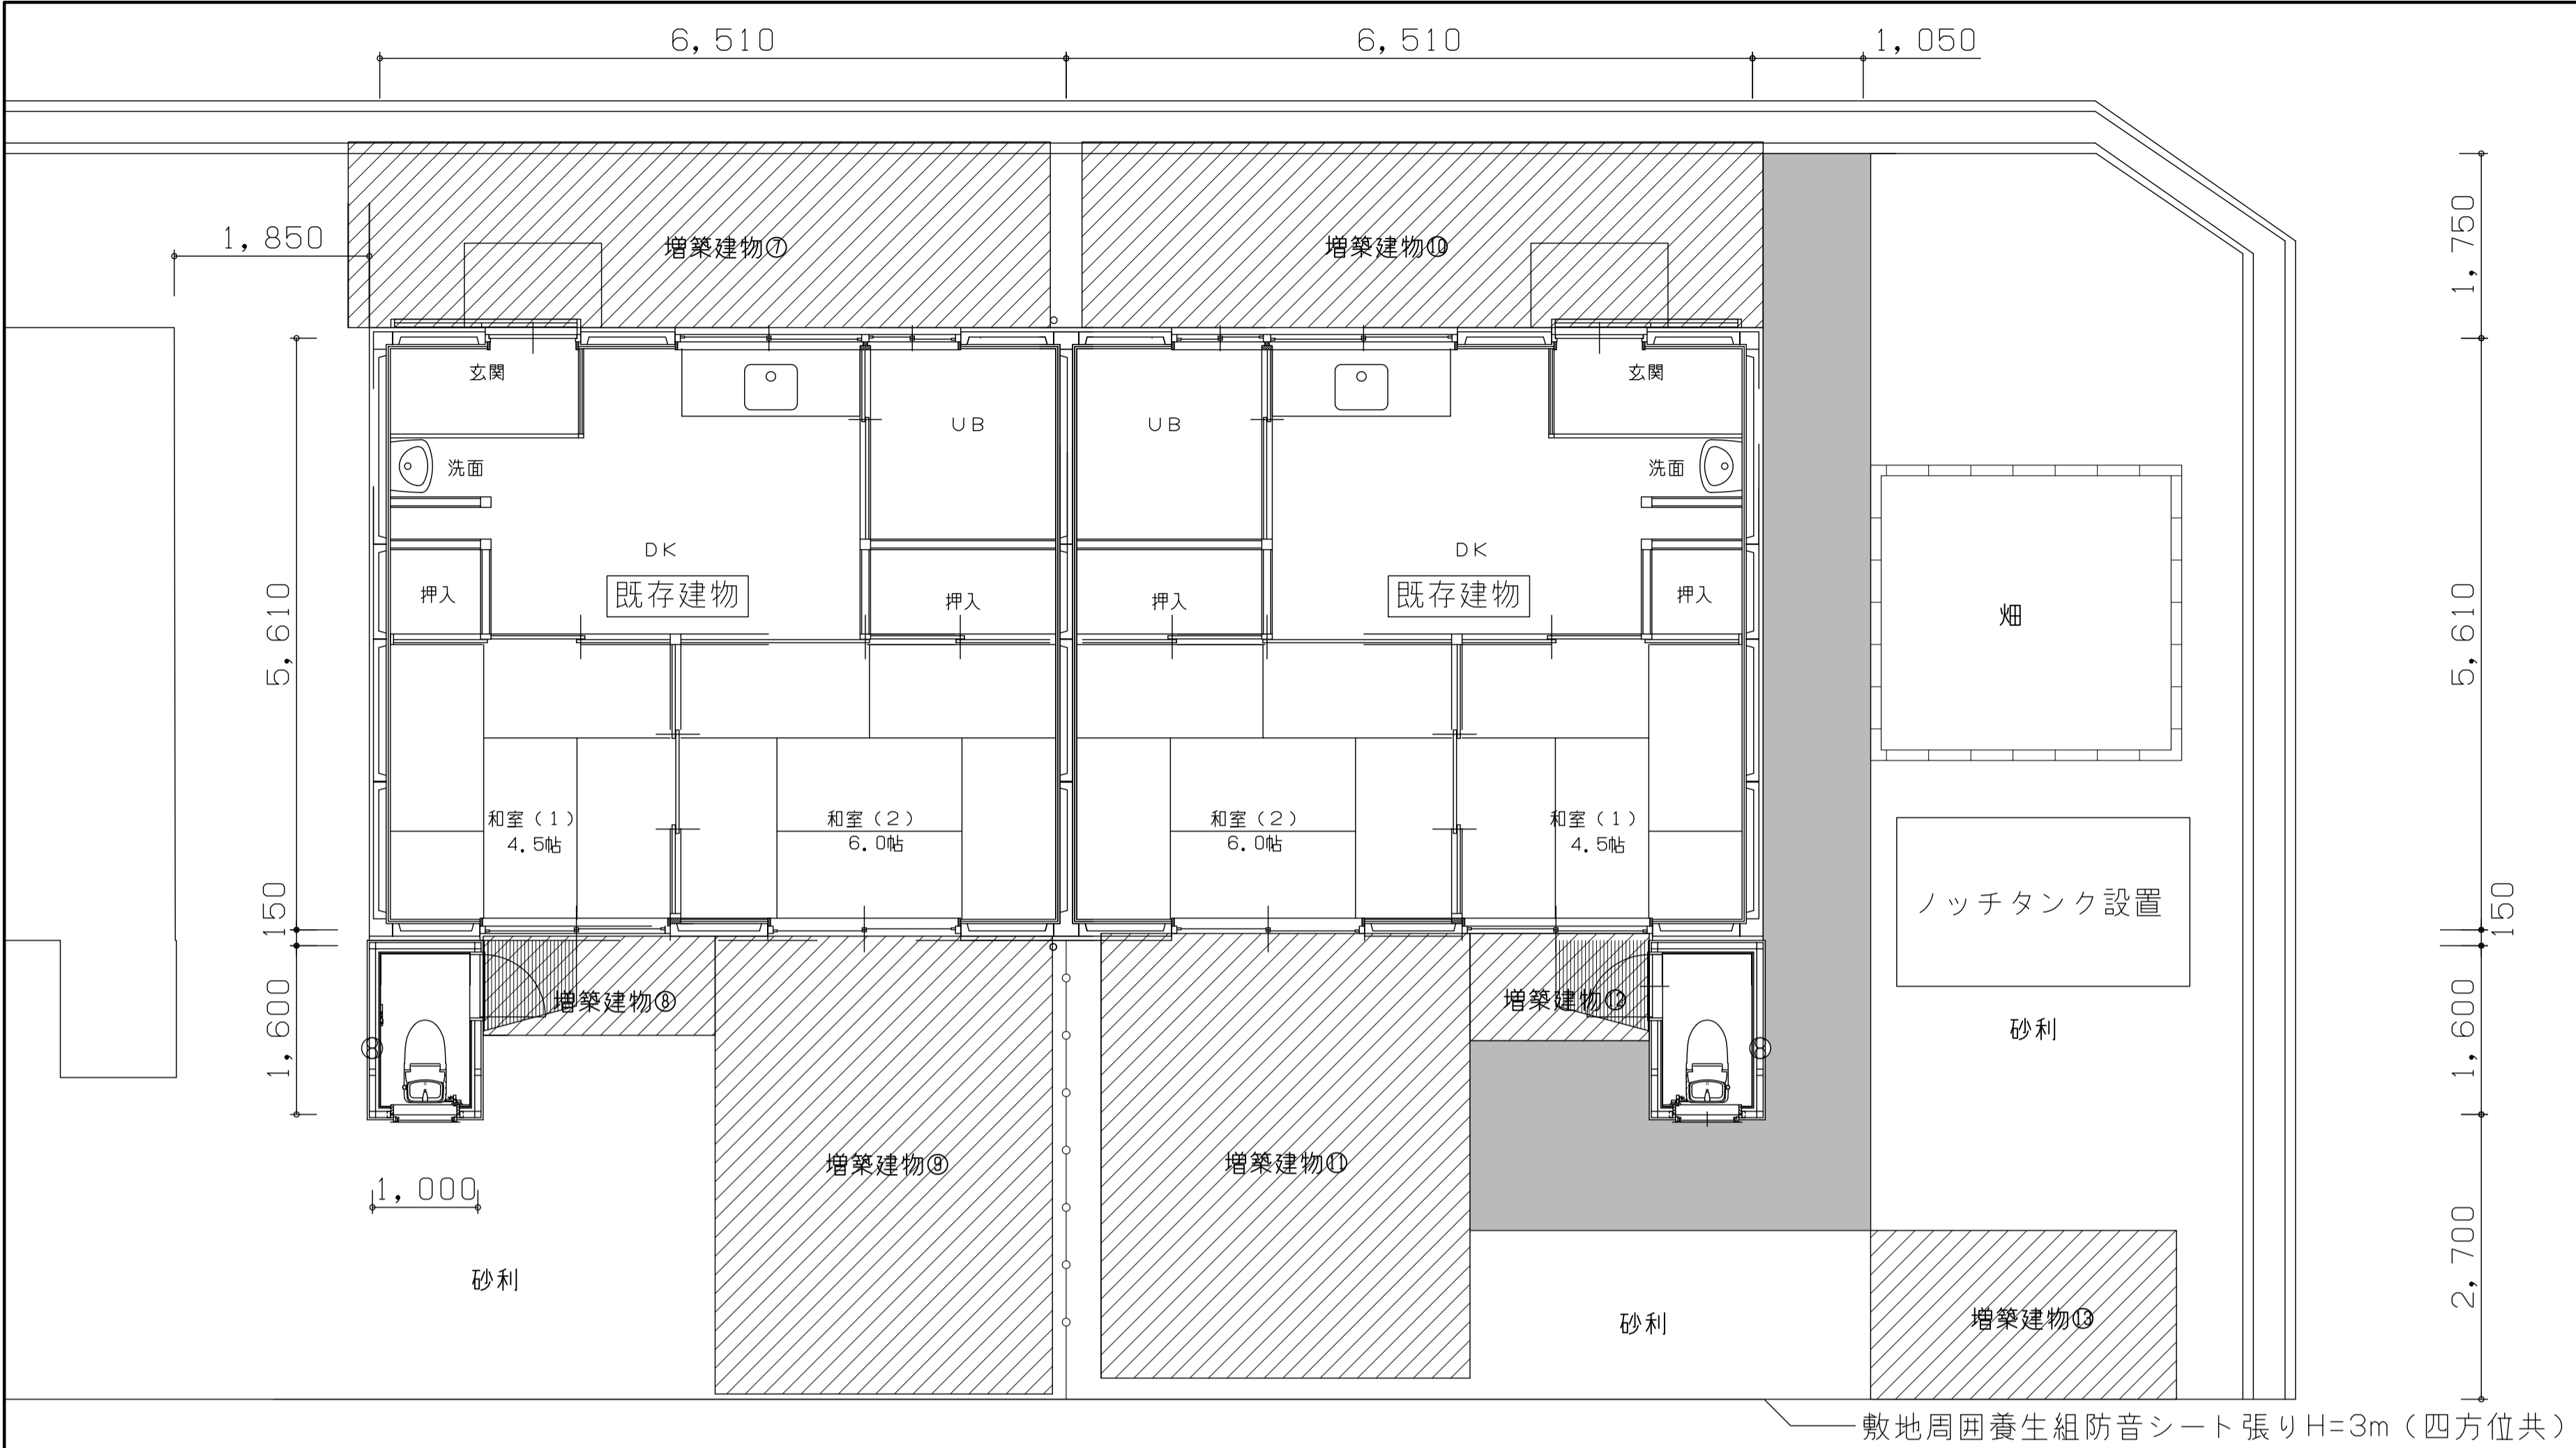 6,510
6,510
1,050
1,850
1,750
増築建物⑦
増築建物⑩
玄関
玄関
UB
UB
洗面
洗面
DK
DK
既存建物
既存建物
押入
押入
押入
押入
5,610
5,610
畑
和室(1)
4.5帖
和室(2)
6.0帖
和室(2)
6.0帖
和室(1)
4.5帖
ノッチタンク設置
150
150
増築建物⑧
増築建物⑫
1,600
1,600
砂利
⑧
⑧
増築建物⑨
増築建物⑪
1,000
2,700
砂利
砂利
増築建物⑬
敷地周囲養生組防音シート張りH=3m(四方位共)